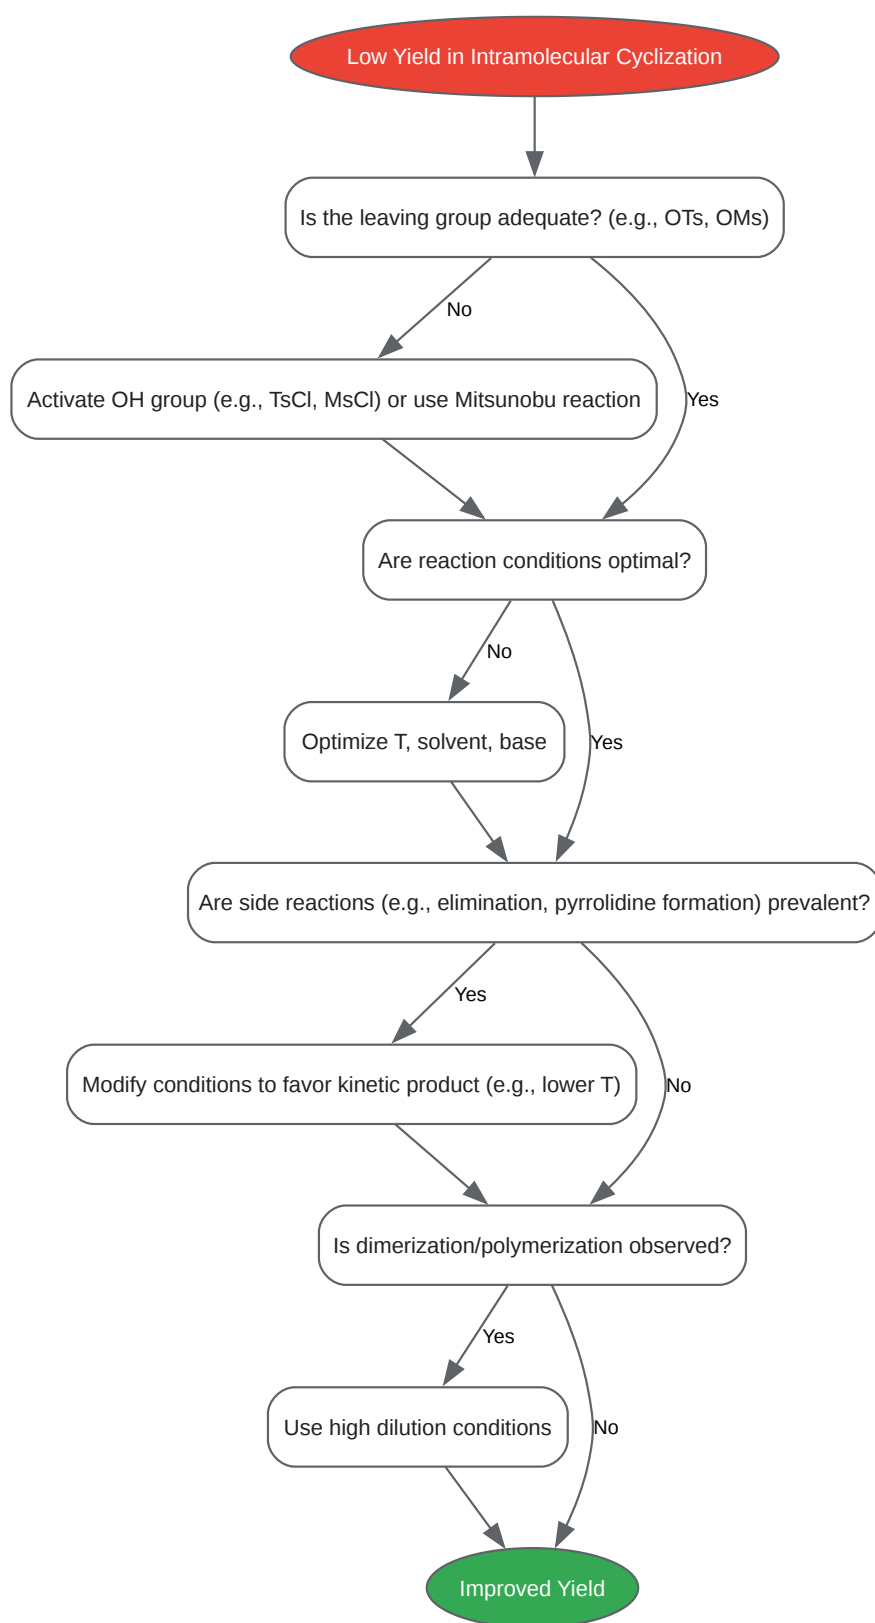 Low Yield in Intramolecular Cyclization
Is the leaving group adequate? (e.g., OTs, OMs)
No
Activate OH group (e.g., TsCl, MsCl) or use Mitsunobu reaction
Yes
Are reaction conditions optimal?
No
Optimize T, solvent, base
Yes
Are side reactions (e.g., elimination, pyrrolidine formation) prevalent?
Yes
Modify conditions to favor kinetic product (e.g., lower T)
No
Is dimerization/polymerization observed?
Yes
Use high dilution conditions
No
Improved Yield